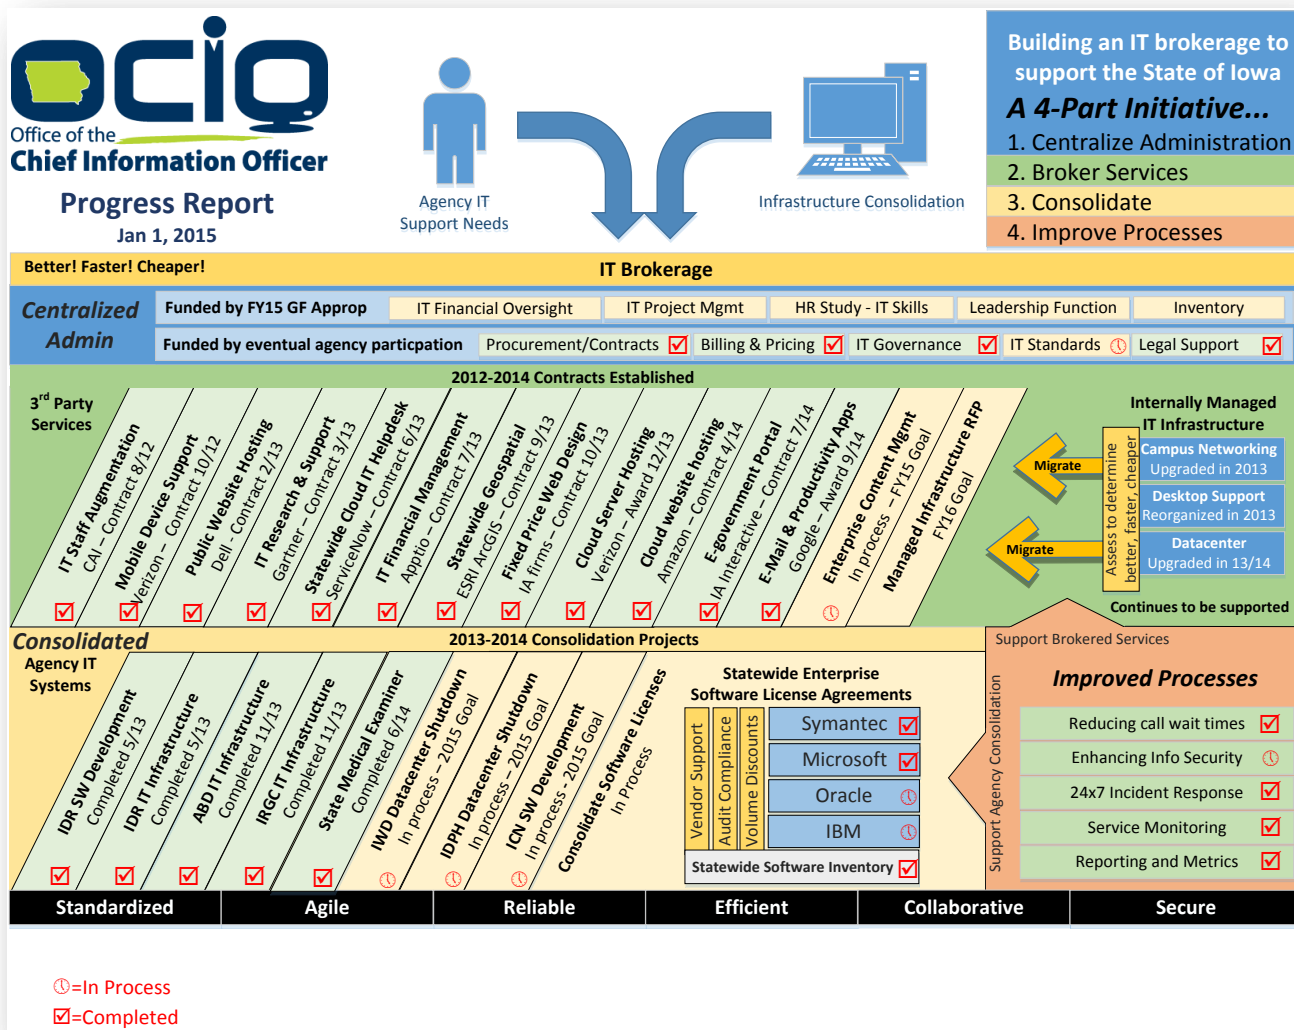 OCIO
Office of the
Chief Information Officer
Progress Report
Jan 1, 2015
Agency IT
Support Needs
Infrastructure Consolidation
Building an IT brokerage to
support the State of Iowa
A 4-Part Initiative...
1. Centralize Administration
2. Broker Services
3. Consolidate
4. Improve Processes
Better! Faster! Cheaper!
IT Brokerage
Centralized
Admin
Funded by FY15 GF Approp
IT Financial Oversight
IT Project Mgmt
HR Study - IT Skills
Leadership Function
Inventory
Funded by eventual agency particpation
Procurement/Contracts
Billing & Pricing
IT Governance
IT Standards
Legal Support
2012-2014 Contracts Established
3rd Party
Services
IT Staff Augmentation
CAI – Contract 8/12
Mobile Device Support
Verizon – Contract 10/12
Public Website Hosting
Dell - Contract 2/13
IT Research & Support
Gartner – Contract 3/13
Statewide Cloud IT Helpdesk
ServiceNow – Contract 6/13
IT Financial Management
Apptio – Contract 7/13
Statewide Geospatial
ESRI ArcGIS – Contract 9/13
Fixed Price Web Design
IA firms – Contract 10/13
Cloud Server Hosting
Verizon – Award 12/13
Cloud website hosting
Amazon – Contract 4/14
E-government Portal
IA Interactive – Contract 7/14
E-Mail & Productivity Apps
Google – Award 9/14
Enterprise Content Mgmt
In process – FY15 Goal
Managed Infrastructure RFP
FY16 Goal
Migrate
Migrate
Assess to determine
better, faster, cheaper
Internally Managed
IT Infrastructure
Campus Networking
Upgraded in 2013
Desktop Support
Reorganized in 2013
Datacenter
Upgraded in 13/14
Continues to be supported
Consolidated
2013-2014 Consolidation Projects
Agency IT
Systems
IDR SW Development
Completed 5/13
IDR IT Infrastructure
Completed 5/13
ABD IT Infrastructure
Completed 11/13
IRGC IT Infrastructure
Completed 11/13
State Medical Examiner
Completed 6/14
IWD Datacenter Shutdown
In process – 2015 Goal
IDPH Datacenter Shutdown
In process – 2015 Goal
ICN SW Development
In process - 2015 Goal
Consolidate Software Licenses
In Process
Statewide Enterprise
Software License Agreements
Vendor Support
Audit Compliance
Volume Discounts
Symantec
Microsoft
Oracle
IBM
Statewide Software Inventory
Support Agency Consolidation
Support Brokered Services
Improved Processes
Reducing call wait times
Enhancing Info Security
24x7 Incident Response
Service Monitoring
Reporting and Metrics
Standardized
Agile
Reliable
Efficient
Collaborative
Secure
=In Process
=Completed